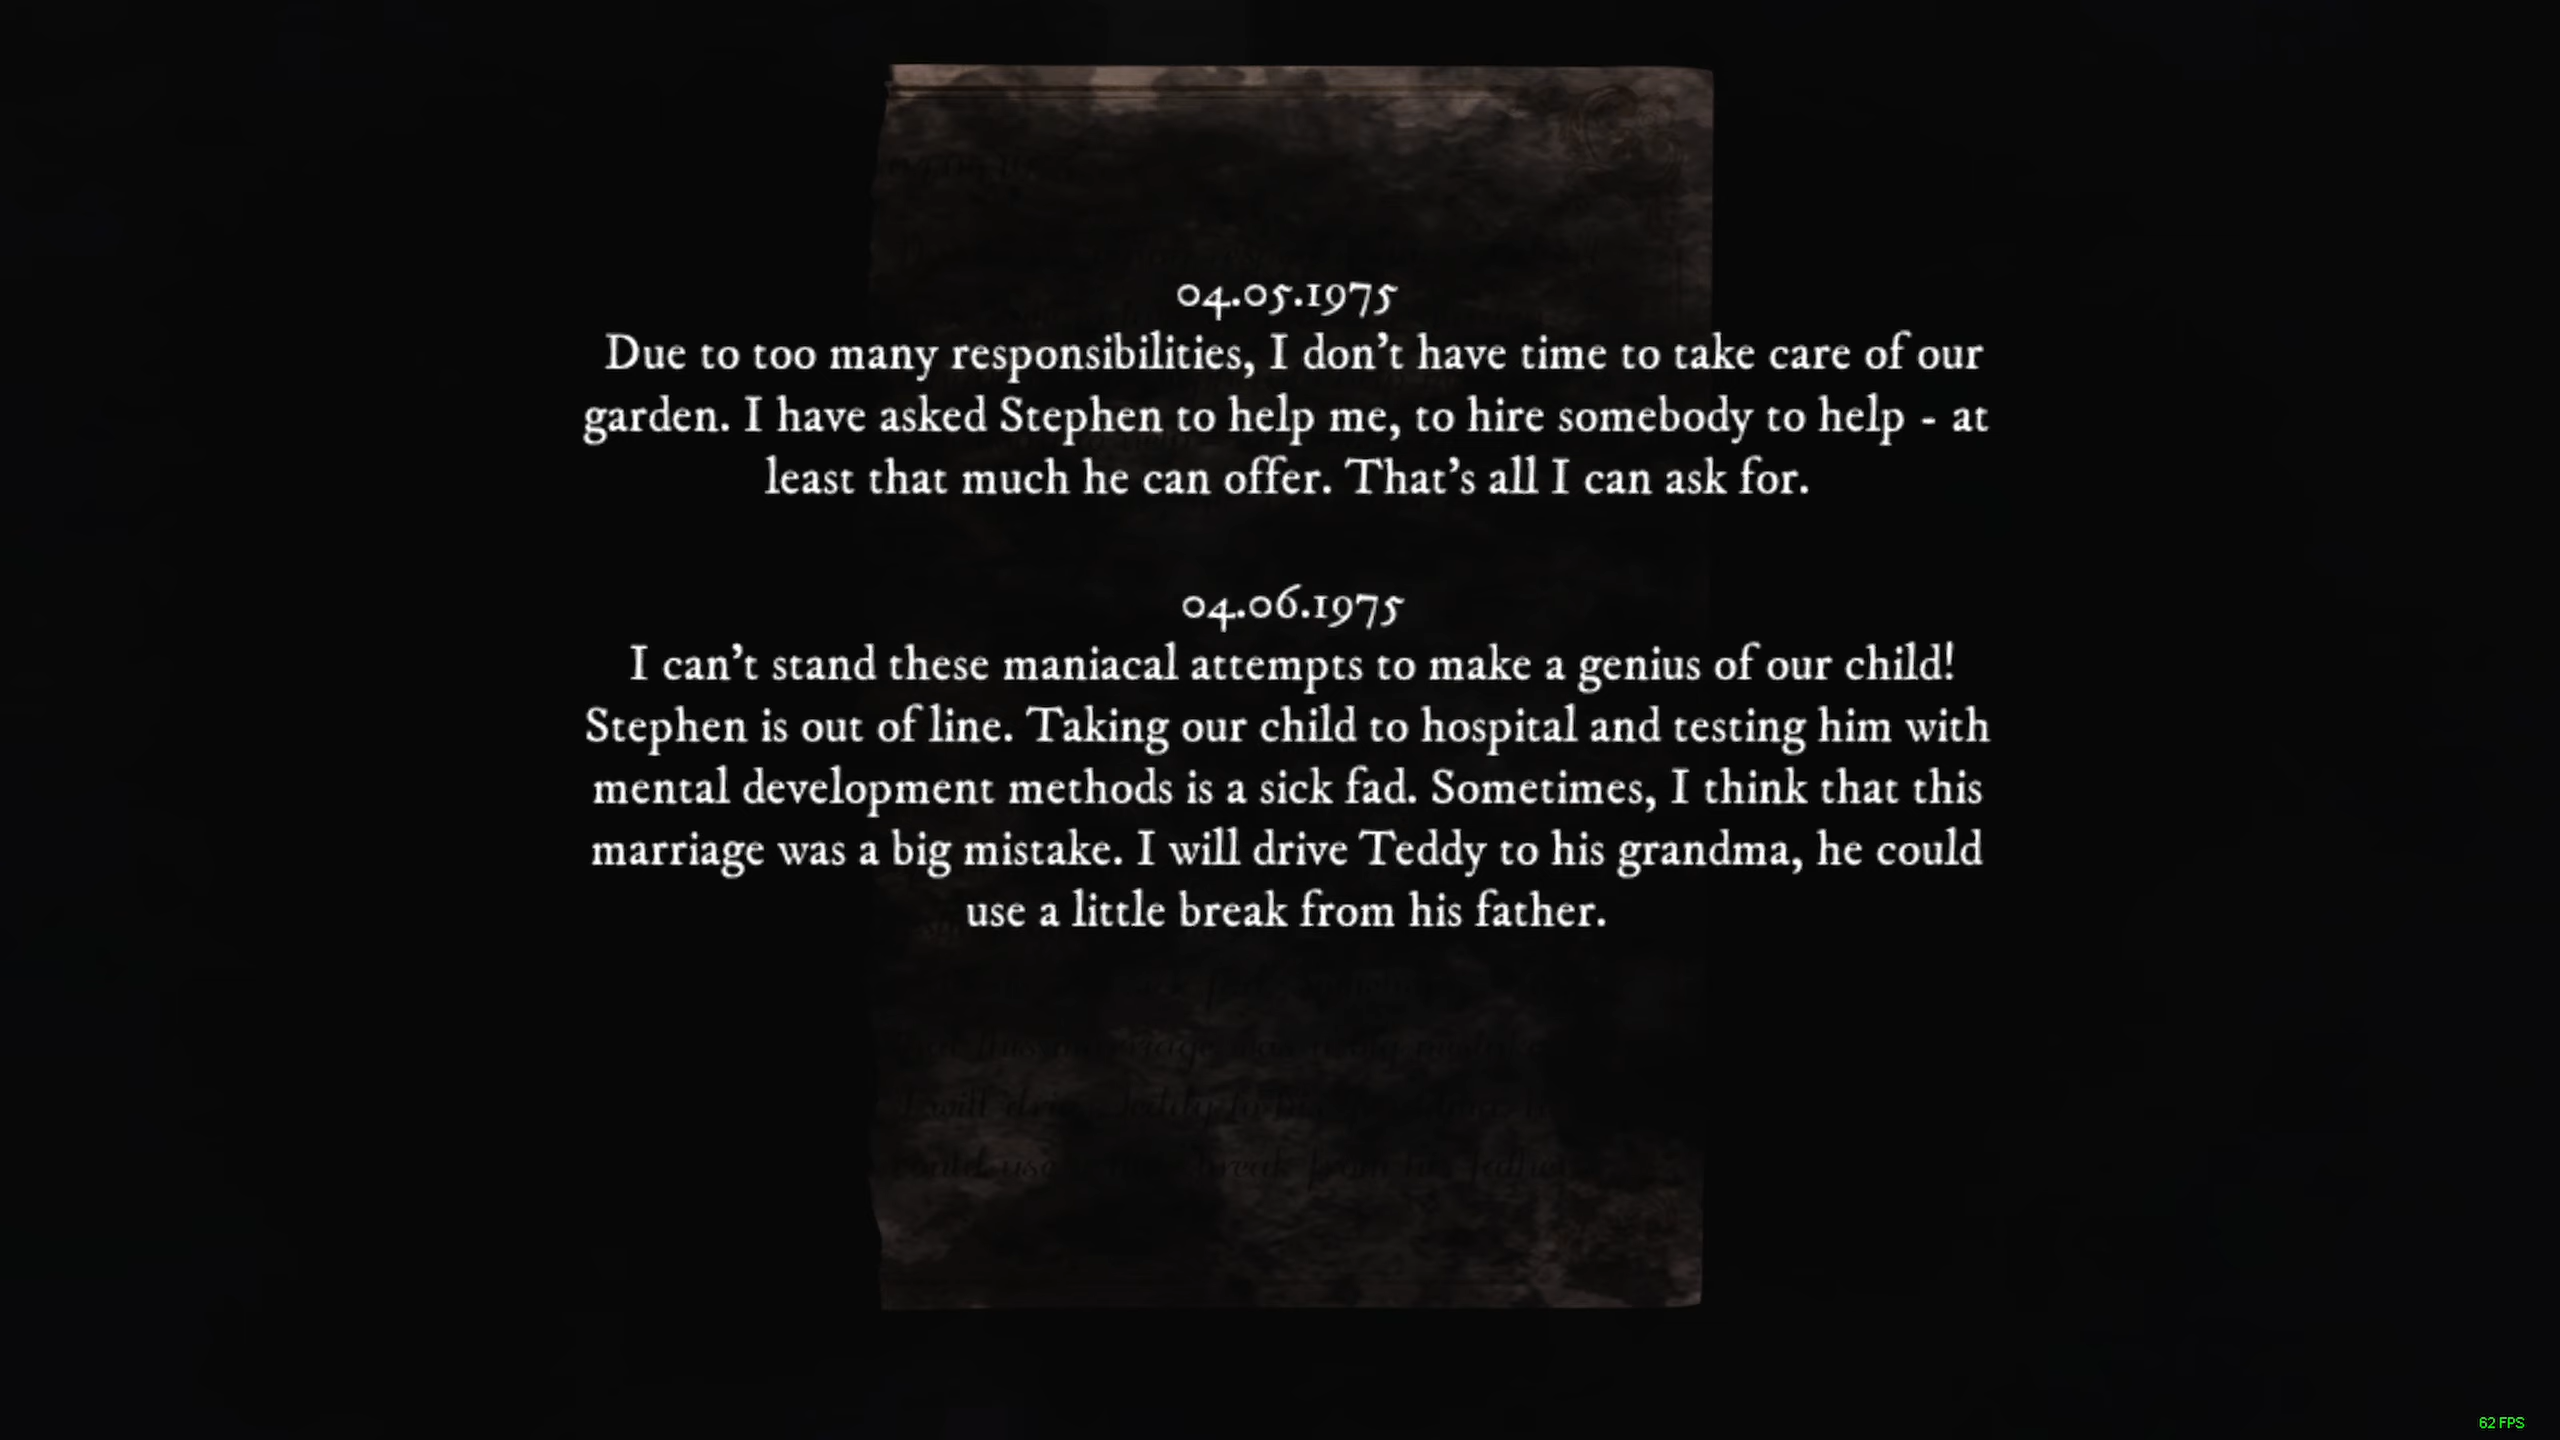 04.05.1975
Due to too many responsibilities, I don't have time to take care of our
garden. I have asked Stephen to help me, to hire somebody to help - at
least that much he can offer. That's all I can ask for.
04.06.1975
I can't stand these maniacal attempts to make a genius of our child!
Stephen is out of line. Taking our child to hospital and testing him with
mental development methods is a sick fad. Sometimes, I think that this
marriage was a big mistake. I will drive Teddy to his grandma, he could
use a little break from his father.
62 FPS